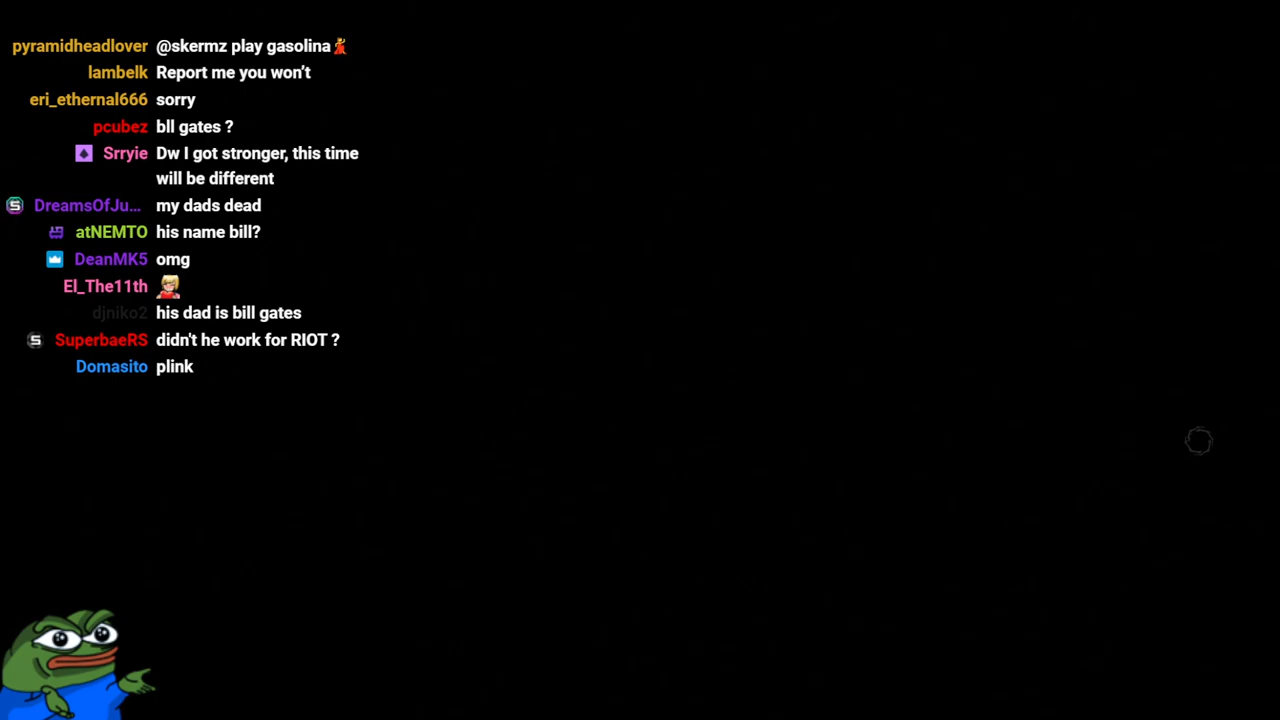 pyramidheadlover @skermz play gasolina💃
lambelk Report me you won't
eri_ethernal666 sorry
pcubez bll gates ?
Srryie Dw I got stronger, this time
will be different
S DreamsOfJu... my dads dead
atNEMTO his name bill?
DeanMK5 omg
El_The11th
djniko2 his dad is bill gates
S SuperbaeRS didn't he work for RIOT ?
Domasito plink